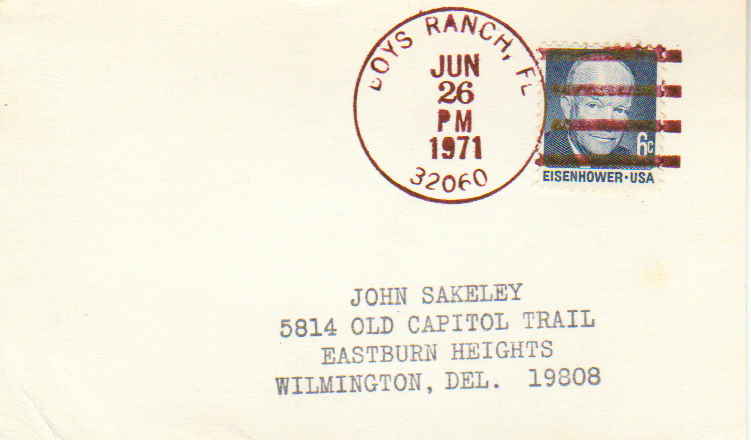 BOYS RANCH, FL
JUN
26
PM
1971
32060
6c
EISENHOWER·USA
JOHN SAKELEY
5814 OLD CAPITOL TRAIL
EASTBURN HEIGHTS
WILMINGTON, DEL. 19808